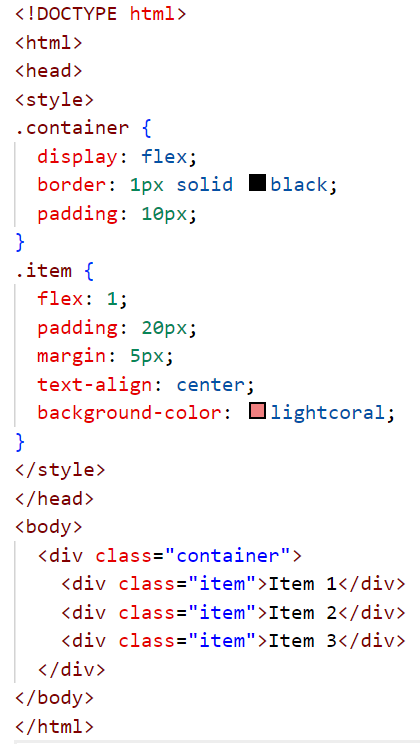 <!DOCTYPE html>
<html>
<head>
<style>
.container {
  display: flex;
  border: 1px solid black;
  padding: 10px;
}
.item {
  flex: 1;
  padding: 20px;
  margin: 5px;
  text-align: center;
  background-color: lightcoral;
}
</style>
</head>
<body>
  <div class="container">
    <div class="item">Item 1</div>
    <div class="item">Item 2</div>
    <div class="item">Item 3</div>
  </div>
</body>
</html>